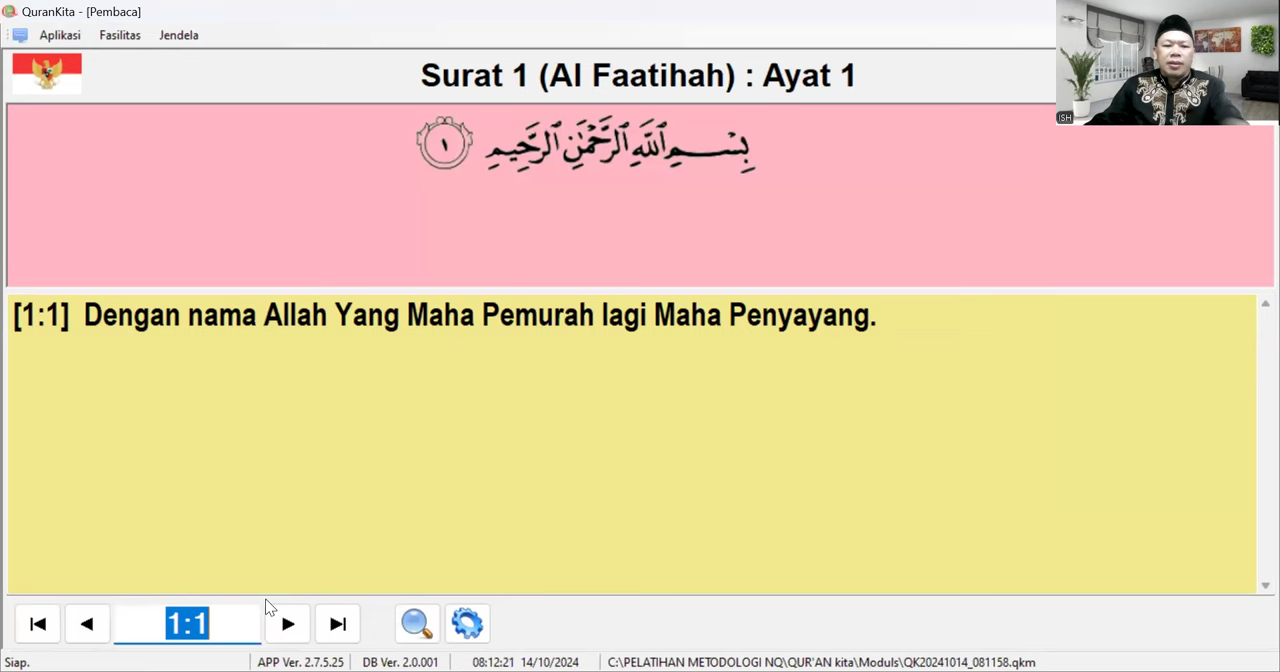 QuranKita - [Pembaca]
Aplikasi Fasilitas Jendela
Surat 1 (Al Faatihah) : Ayat 1
بِسْمِ ٱللَّهِ ٱلرَّحْمَٰنِ ٱلرَّحِيمِ ١
ISH
[1:1] Dengan nama Allah Yang Maha Pemurah lagi Maha Penyayang.
1:1
Siap. APP Ver. 2.7.5.25 DB Ver. 2.0.001 08:12:21 14/10/2024 C:\PELATIHAN METODOLOGI NQ\QUR'AN kita\Moduls\QK20241014_081158.qkm